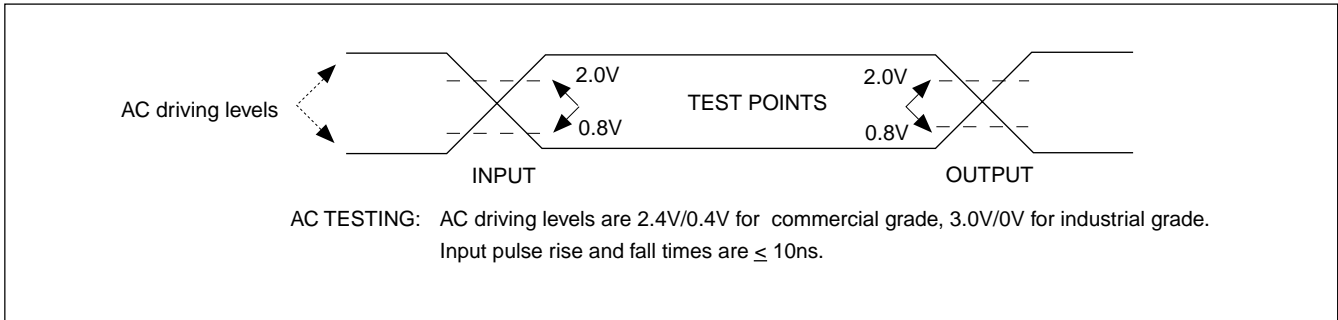 2.0V
2.0V
AC driving levels
TEST POINTS
0.8V
0.8V
INPUT
OUTPUT
AC TESTING: AC driving levels are 2.4V/0.4V for commercial grade, 3.0V/0V for industrial grade.
Input pulse rise and fall times are ≤ 10ns.